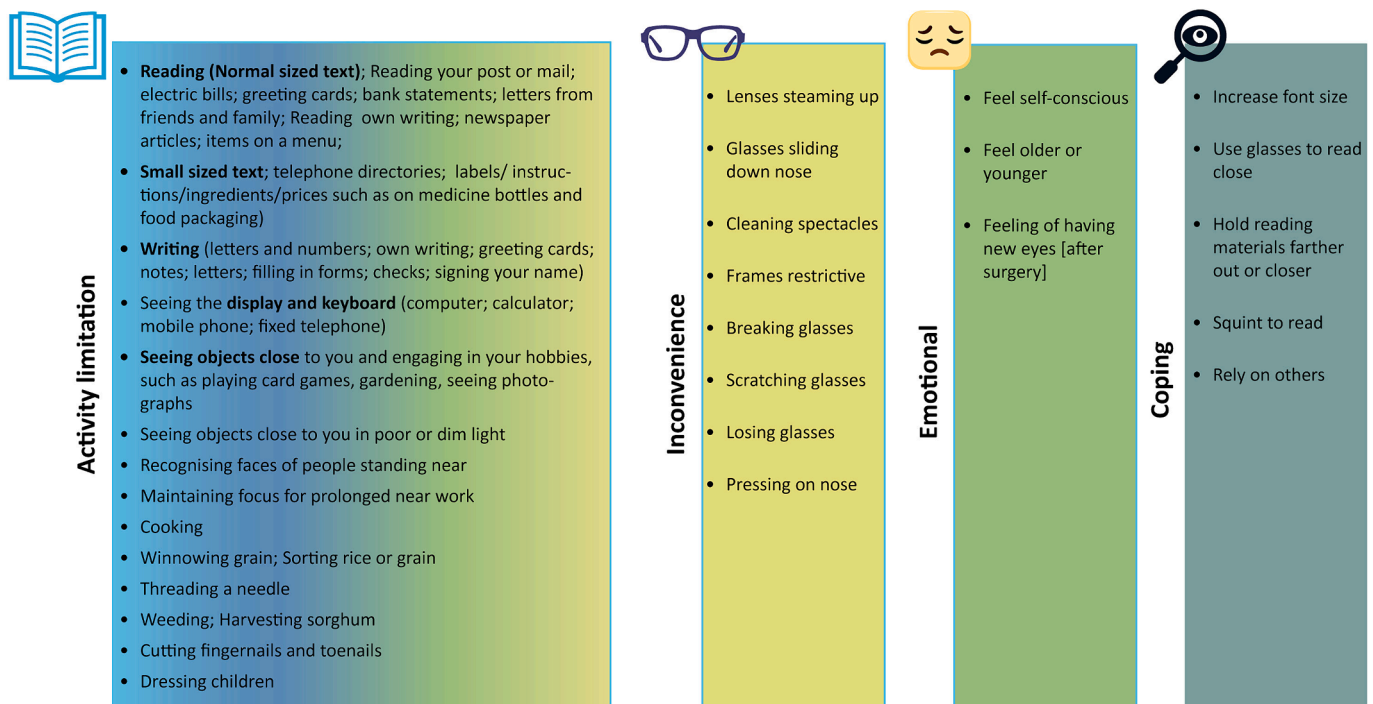 Activity limitation
• Reading (Normal sized text); Reading your post or mail;
electric bills; greeting cards; bank statements; letters from
friends and family; Reading own writing; newspaper
articles; items on a menu;
• Small sized text; telephone directories; labels/ instruc-
tions/ingredients/prices such as on medicine bottles and
food packaging)
• Writing (letters and numbers; own writing; greeting cards;
notes; letters; filling in forms; checks; signing your name)
• Seeing the display and keyboard (computer; calculator;
mobile phone; fixed telephone)
• Seeing objects close to you and engaging in your hobbies,
such as playing card games, gardening, seeing photo-
graphs
• Seeing objects close to you in poor or dim light
• Recognising faces of people standing near
• Maintaining focus for prolonged near work
• Cooking
• Winnowing grain; Sorting rice or grain
• Threading a needle
• Weeding; Harvesting sorghum
• Cutting fingernails and toenails
• Dressing children
Inconvenience
• Lenses steaming up
• Glasses sliding
down nose
• Cleaning spectacles
• Frames restrictive
• Breaking glasses
• Scratching glasses
• Losing glasses
• Pressing on nose
Emotional
• Feel self-conscious
• Feel older or
younger
• Feeling of having
new eyes [after
surgery]
Coping
• Increase font size
• Use glasses to read
close
• Hold reading
materials farther
out or closer
• Squint to read
• Rely on others